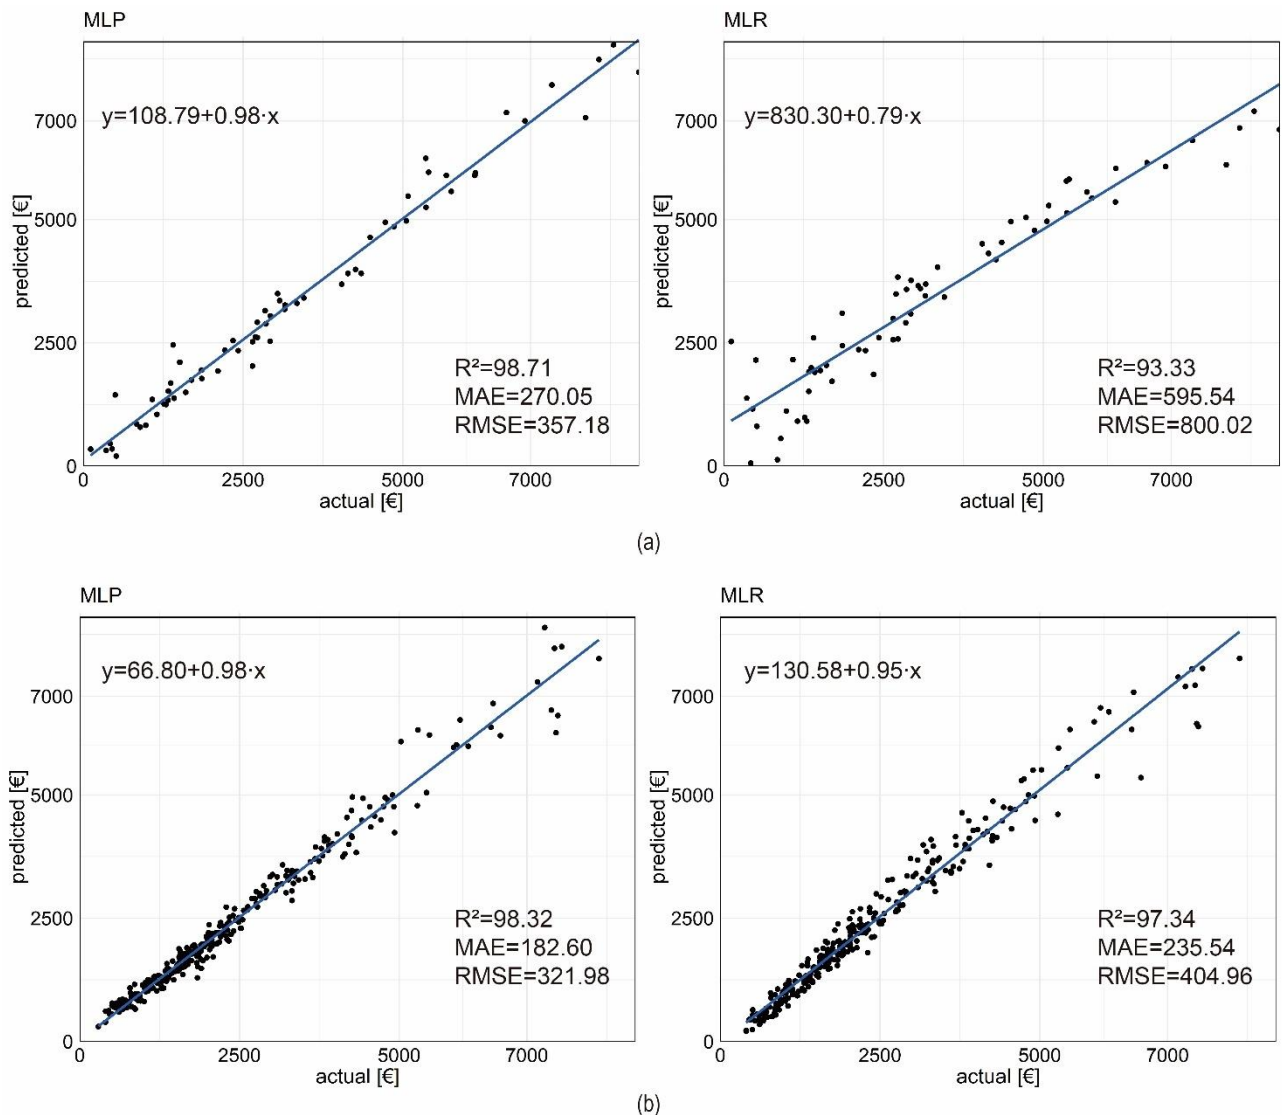 MLP
MLR
y=108.79+0.98·x
y=830.30+0.79·x
predicted [€]
predicted [€]
7000
5000
2500
0
7000
5000
2500
0
R²=98.71
MAE=270.05
RMSE=357.18
R²=93.33
MAE=595.54
RMSE=800.02
0 2500 5000 7000
0 2500 5000 7000
actual [€]
actual [€]
(a)
MLP
MLR
y=66.80+0.98·x
y=130.58+0.95·x
predicted [€]
predicted [€]
7000
5000
2500
0
7000
5000
2500
0
R²=98.32
MAE=182.60
RMSE=321.98
R²=97.34
MAE=235.54
RMSE=404.96
0 2500 5000 7000
0 2500 5000 7000
actual [€]
actual [€]
(b)